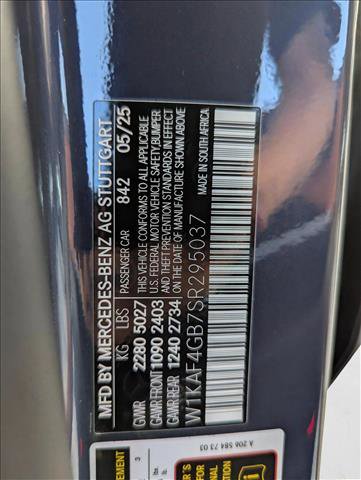 MFD BY MERCEDES-BENZ AG STUTTGART
KG LBS PASSENGER CAR 842 05/25
GVWR 2280 5027 THIS VEHICLE CONFORMS TO ALL APPLICABLE
GAWR FRONT 1090 2403 U.S. FEDERAL MOTOR VEHICLE SAFETY, BUMPER
GAWR REAR 1240 2734 AND THEFT PREVENTION STANDARDS IN EFFECT
ON THE DATE OF MANUFACTURE SHOWN ABOVE
W1KAF4GB7SR295037 MADE IN SOUTH AFRICA
A 206 584 73 03